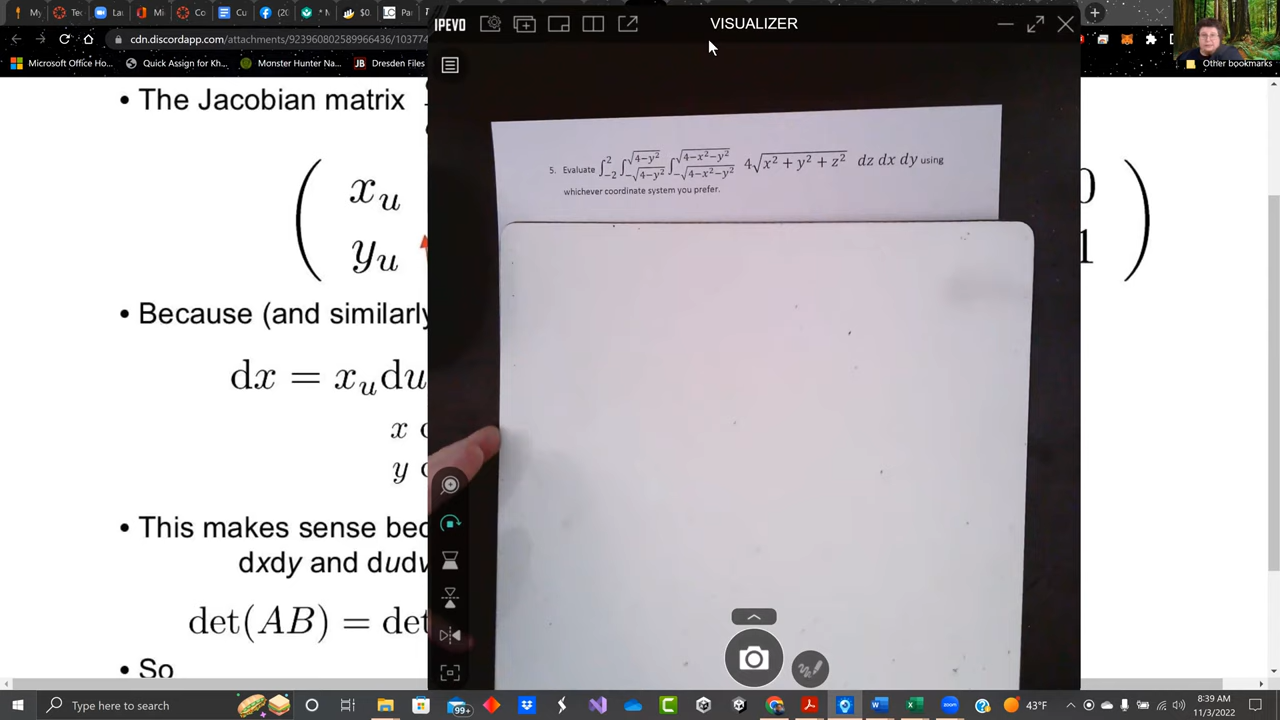 cdn.discordapp.com/attachments/923960802589966436/103774
Microsoft Office Ho...
Quick Assign for Kh...
Monster Hunter Na...
JB Dresden Files
Other bookmarks
IPEVO
VISUALIZER
• The Jacobian matrix
x_u
y_u
0
1
5. Evaluate ∫_{-2}^{2} ∫_{-√(4-y²)}^{√(4-y²)} ∫_{-√(4-x²-y²)}^{√(4-x²-y²)} 4√(x² + y² + z²) dz dx dy using
whichever coordinate system you prefer.
• Because (and similarly
dx = x_u du
x
y
• This makes sense bec
dxdy and dudv
det(AB) = det
• So
Type here to search
99+
43°F
8:39 AM
11/3/2022